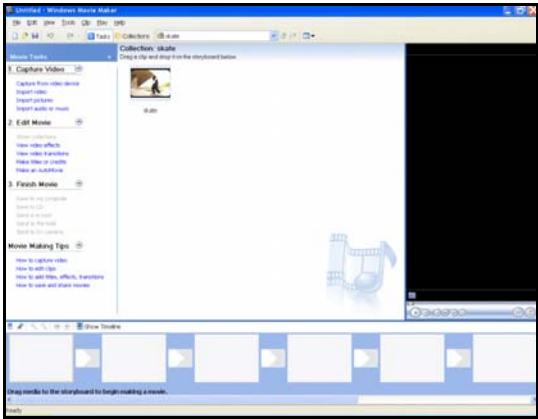 Untitled - Windows Movie Maker
File Edit View Tools Clip Play Help
Tasks Collections skate
Movie Tasks
Collection: skate
Drag a clip and drop it on the storyboard below.
1. Capture Video
Capture from video device
Import video
Import pictures
Import audio or music
skate
2. Edit Movie
Show collections
View video effects
View video transitions
Make titles or credits
Make an AutoMovie
3. Finish Movie
Save to my computer
Save to CD
Send in e-mail
Send to the Web
Send to DV camera
Movie Making Tips
How to capture video
How to edit clips
How to add titles, effects, transitions
How to save and share movies
Show Timeline
Drag media to the storyboard to begin making a movie.
Ready